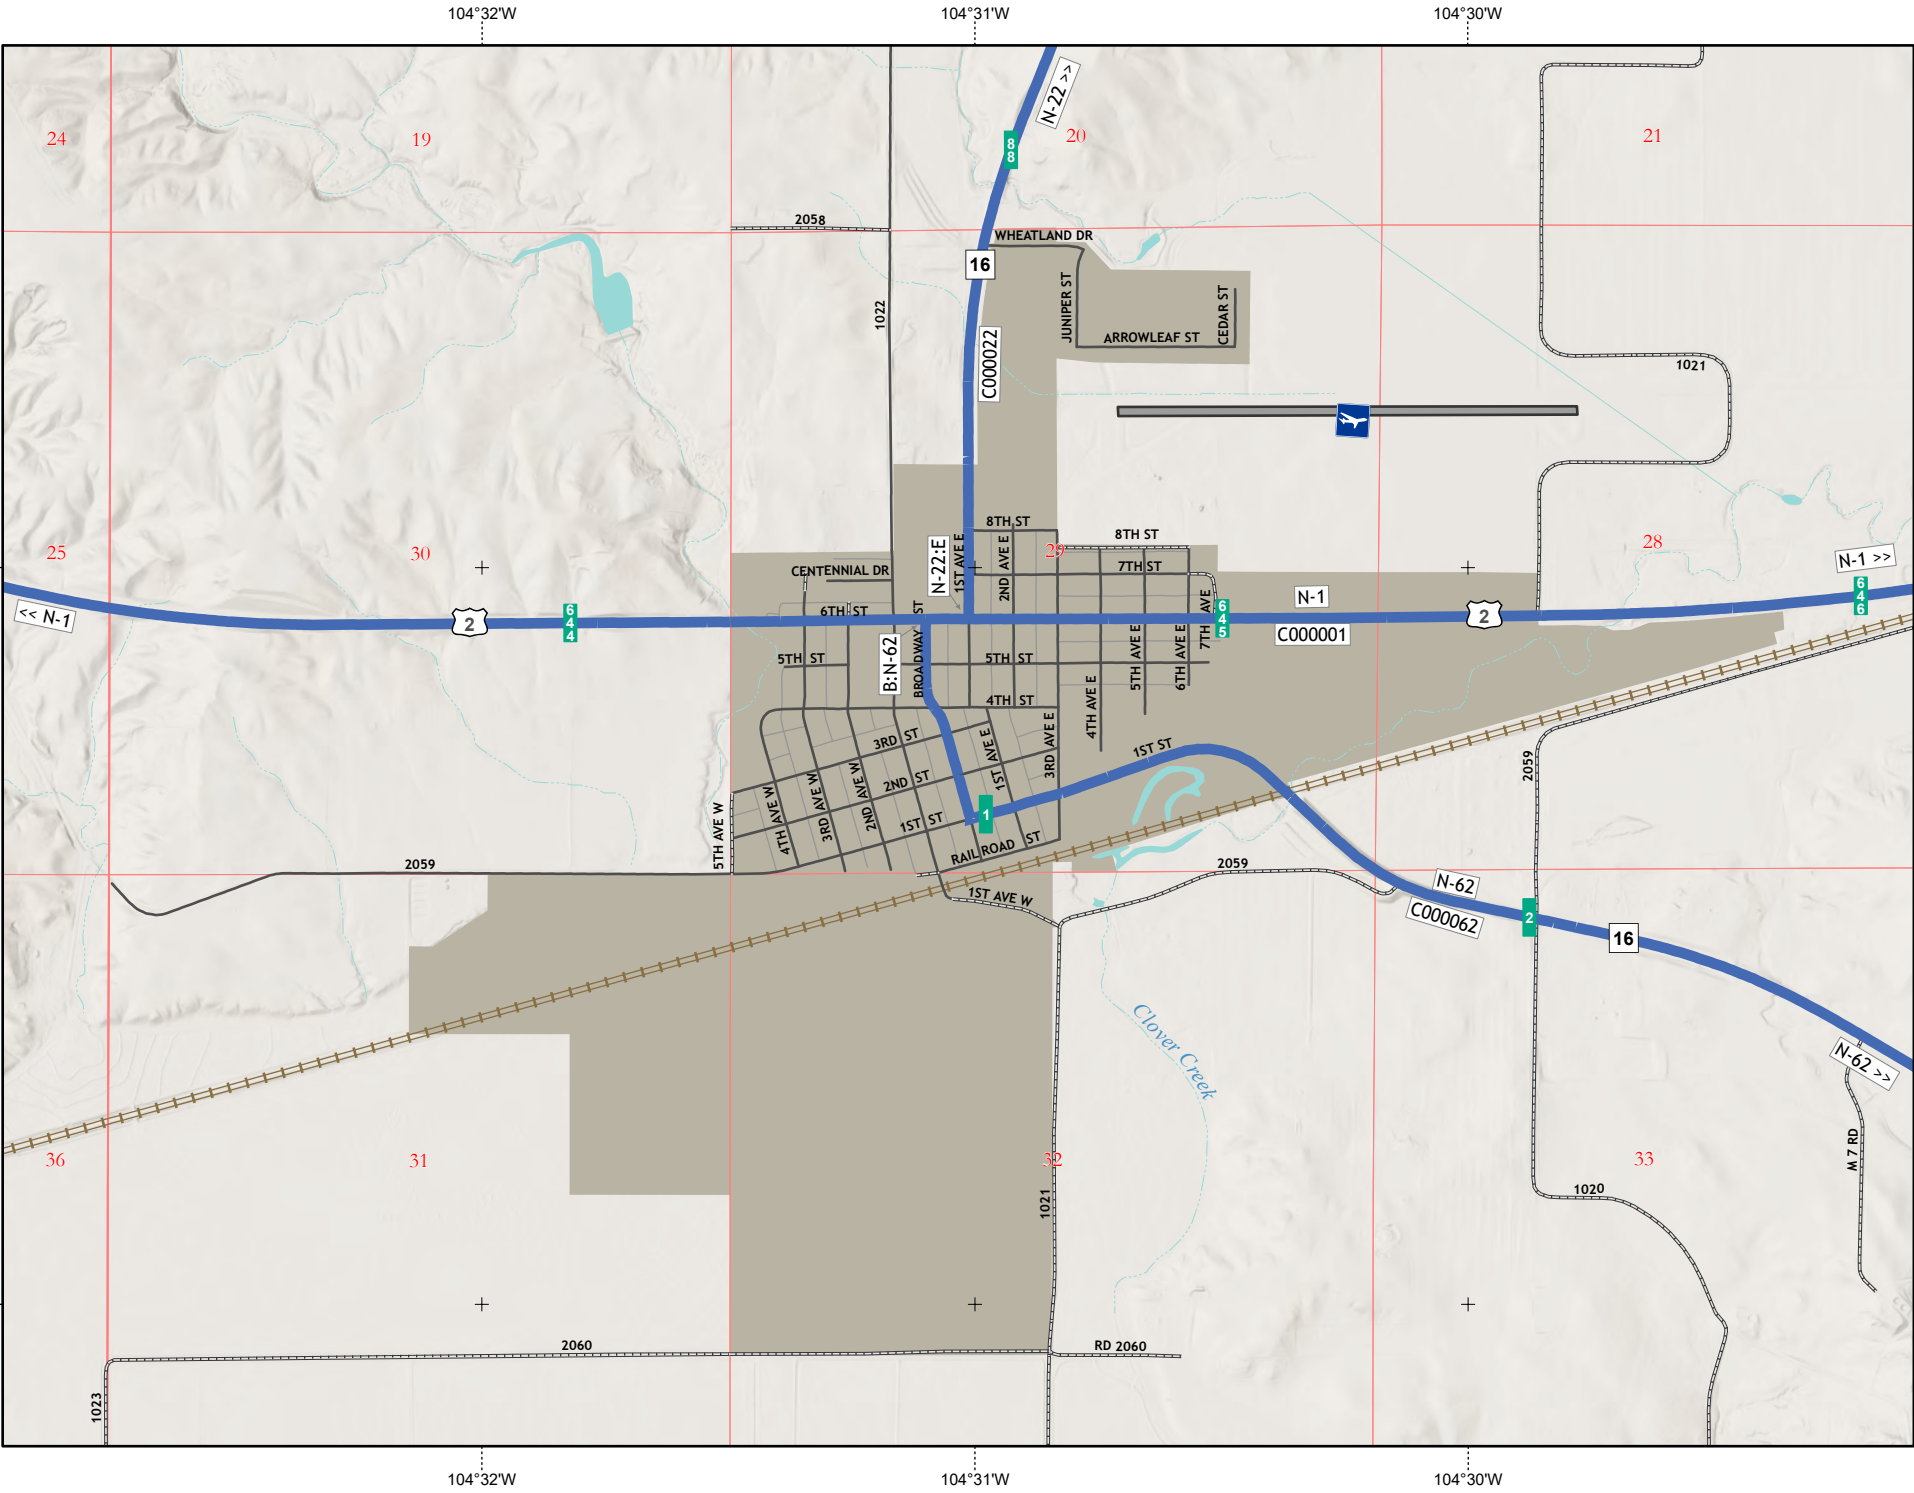 104°32'W
104°31'W
104°30'W
N-22 >>
8
8
24
19
20
21
2058
WHEATLAND DR
16
1022
JUNIPER ST
CEDAR ST
ARROWLEAF ST
C000022
1021
8TH ST
8TH ST
29
25
30
28
N-1 >>
N-22:E
1ST AVE E
2ND AVE E
7TH ST
CENTENNIAL DR
<< N-1
2
6
4
4
6TH ST
BROADWAY ST
7TH AVE
6
4
5
N-1
C000001
2
6
4
6
B:N-62
5TH ST
5TH ST
5TH AVE E
6TH AVE E
4TH ST
4TH AVE E
3RD ST
1ST AVE E
3RD AVE E
1ST ST
2059
2ND ST
4TH AVE W
3RD AVE W
2ND AVE W
5TH AVE W
1ST ST
1
RAILROAD ST
2059
2059
1ST AVE W
N-62
C000062
2
16
Clover Creek
N-62 >>
M 7 RD
36
31
32
33
1021
1020
2060
RD 2060
1023
104°32'W
104°31'W
104°30'W